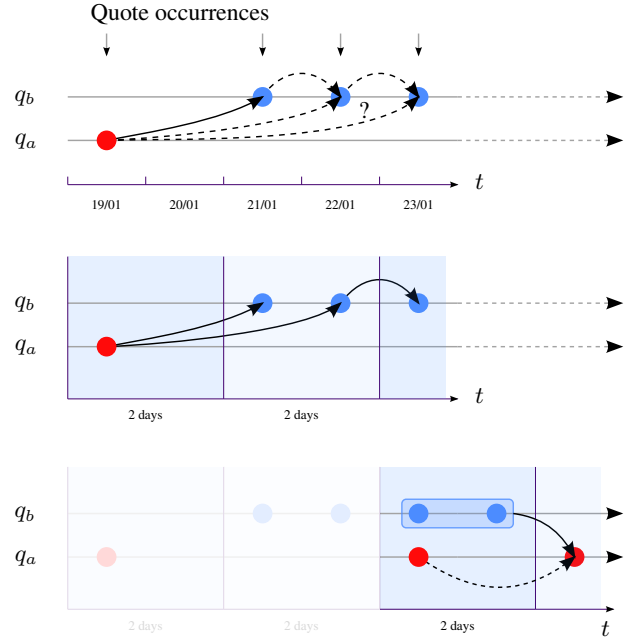 Quote occurrences
q_b
?
q_a
t
19/01 20/01 21/01 22/01 23/01
q_b
q_a
t
2 days 2 days
q_b
q_a
2 days 2 days 2 days t